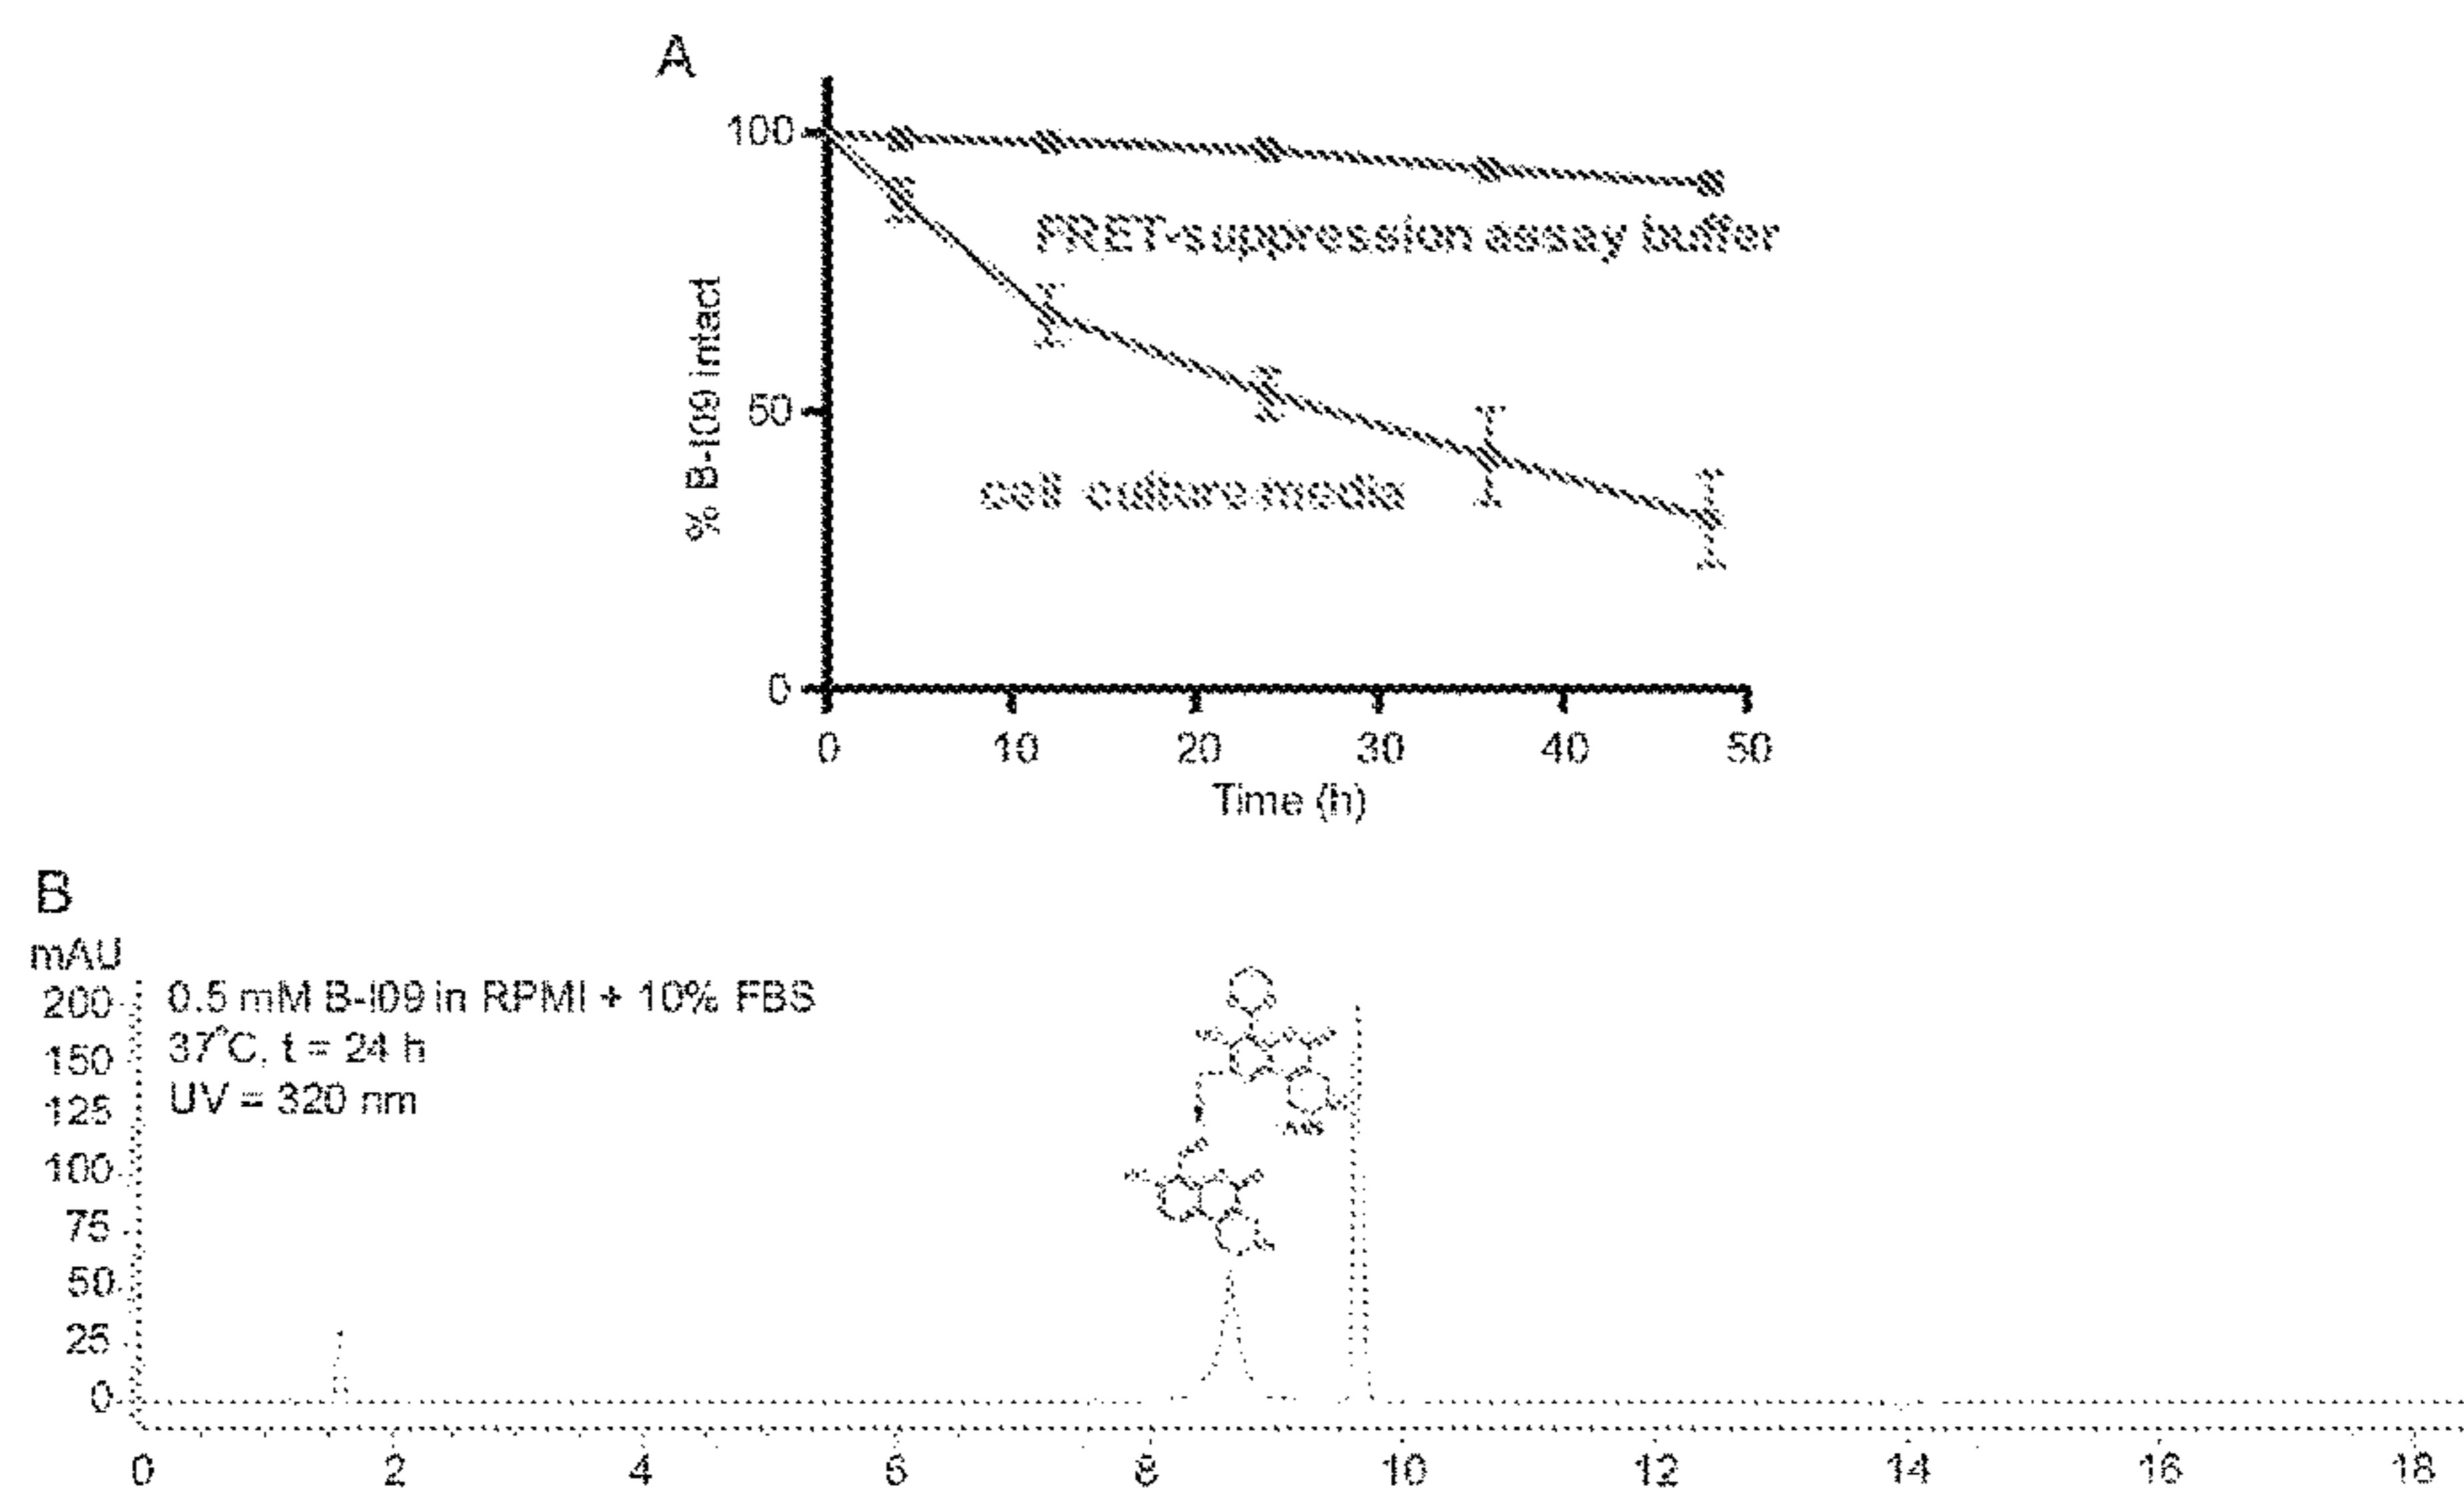 A
100
50
0
% B-I09 intact
FRET-suppression assay buffer
cell culture media
0 10 20 30 40 50
Time (h)
B
mAU
200
150
125
100
75
50
25
0
0.5 mM B-I09 in RPMI + 10% FBS
37°C, t = 24 h
UV = 320 nm
0 2 4 6 8 10 12 14 16 18